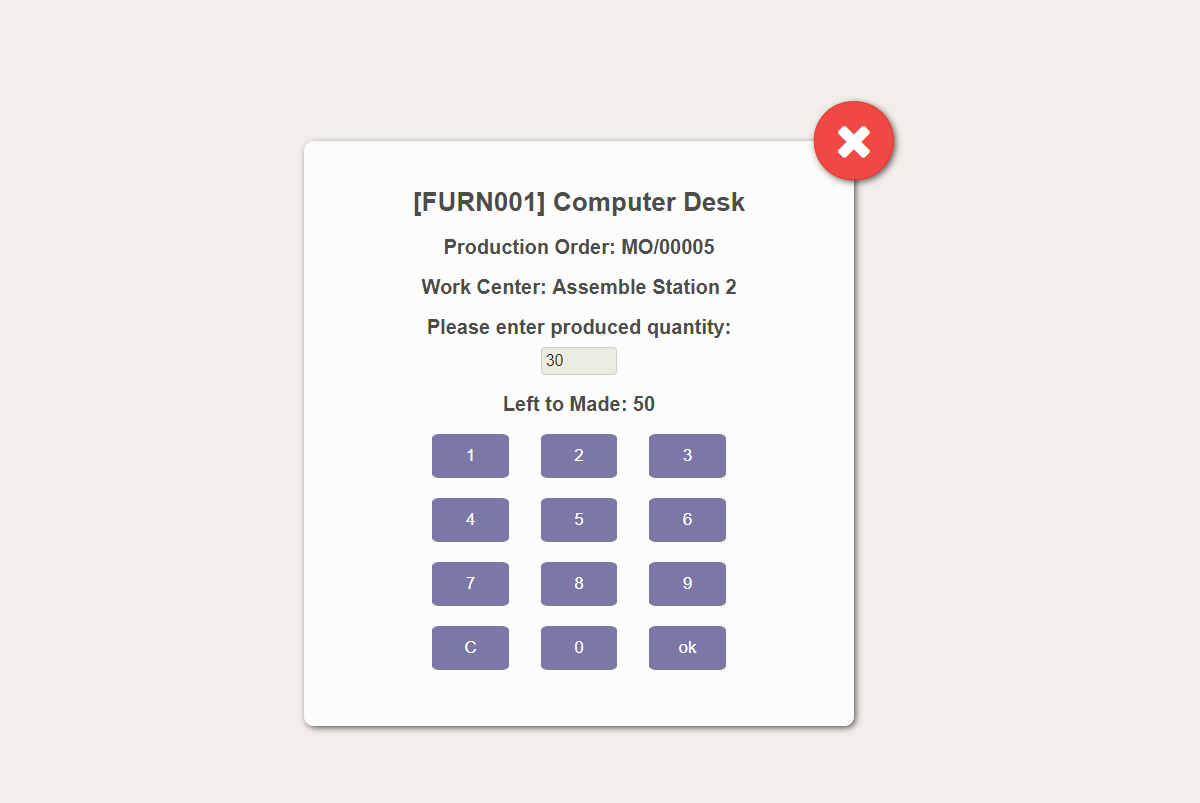 [FURN001] Computer Desk
Production Order: MO/00005
Work Center: Assemble Station 2
Please enter produced quantity:
30
Left to Made: 50
1 2 3
4 5 6
7 8 9
C 0 ok